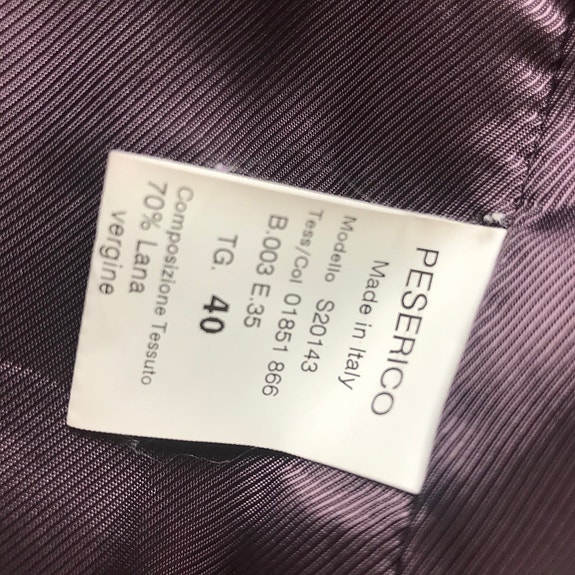 PESERICO
Made in Italy
Modello S20143
Tess/Col 01851 866
B.003 E.35
TG. 40
Composizione Tessuto
70% Lana
vergine